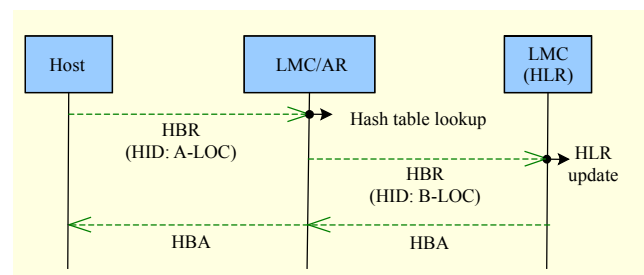 Host
LMC/AR
LMC
(HLR)
HBR
(HID: A-LOC)
Hash table lookup
HBR
(HID: B-LOC)
HLR
update
HBA
HBA